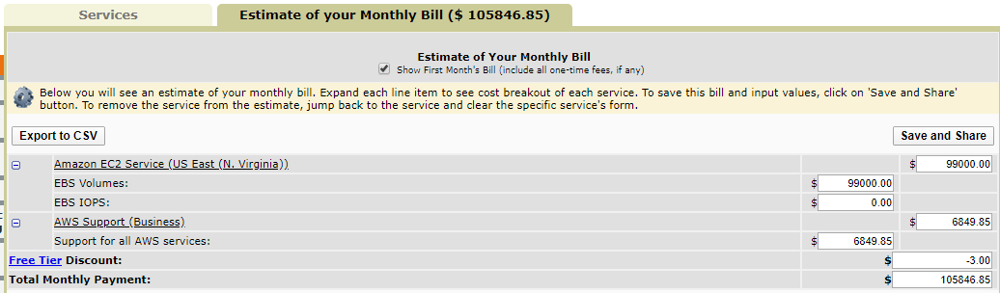 Services
Estimate of your Monthly Bill ($ 105846.85)
Estimate of Your Monthly Bill
Show First Month's Bill (include all one-time fees, if any)
Below you will see an estimate of your monthly bill. Expand each line item to see cost breakout of each service. To save this bill and input values, click on 'Save and Share'
button. To remove the service from the estimate, jump back to the service and clear the specific service's form.
Export to CSV
Save and Share
Amazon EC2 Service (US East (N. Virginia)) $ 99000.00
EBS Volumes: $ 99000.00
EBS IOPS: $ 0.00
AWS Support (Business) $ 6849.85
Support for all AWS services: $ 6849.85
Free Tier Discount: $ -3.00
Total Monthly Payment: $ 105846.85